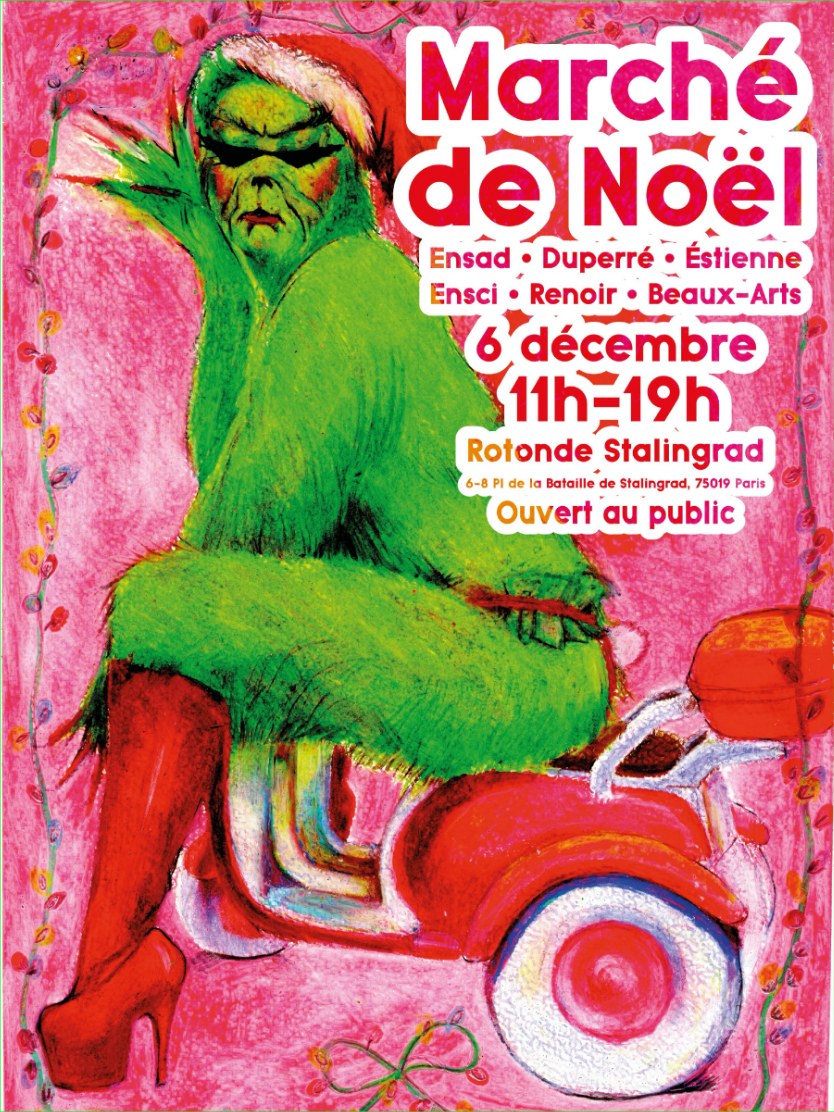 Marché
de Noël
Ensad • Duperré • Éstienne
Ensci • Renoir • Beaux-Arts
6 décembre
11h-19h
Rotonde Stalingrad
6-8 Pl de la Bataille de Stalingrad, 75019 Paris
Ouvert au public